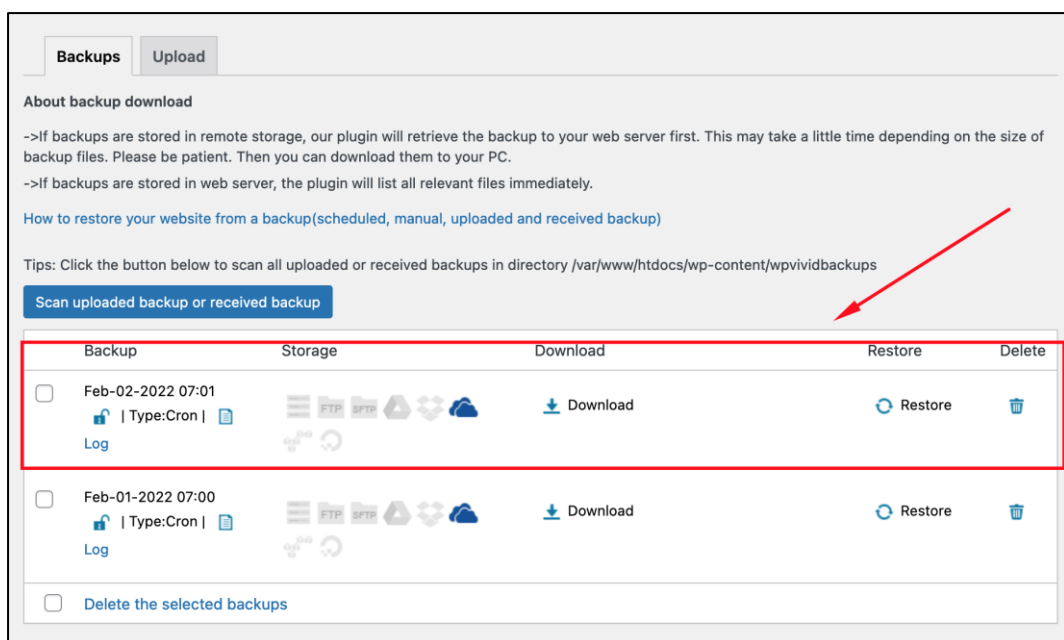 Backups Upload
About backup download
->If backups are stored in remote storage, our plugin will retrieve the backup to your web server first. This may take a little time depending on the size of
backup files. Please be patient. Then you can download them to your PC.
->If backups are stored in web server, the plugin will list all relevant files immediately.
How to restore your website from a backup(scheduled, manual, uploaded and received backup)
Tips: Click the button below to scan all uploaded or received backups in directory /var/www/htdocs/wp-content/wpvividbackups
Scan uploaded backup or received backup
Backup Storage Download Restore Delete
Feb-02-2022 07:01
FTP SFTP Download Restore
| Type:Cron |
Log
Feb-01-2022 07:00
FTP SFTP Download Restore
| Type:Cron |
Log
Delete the selected backups